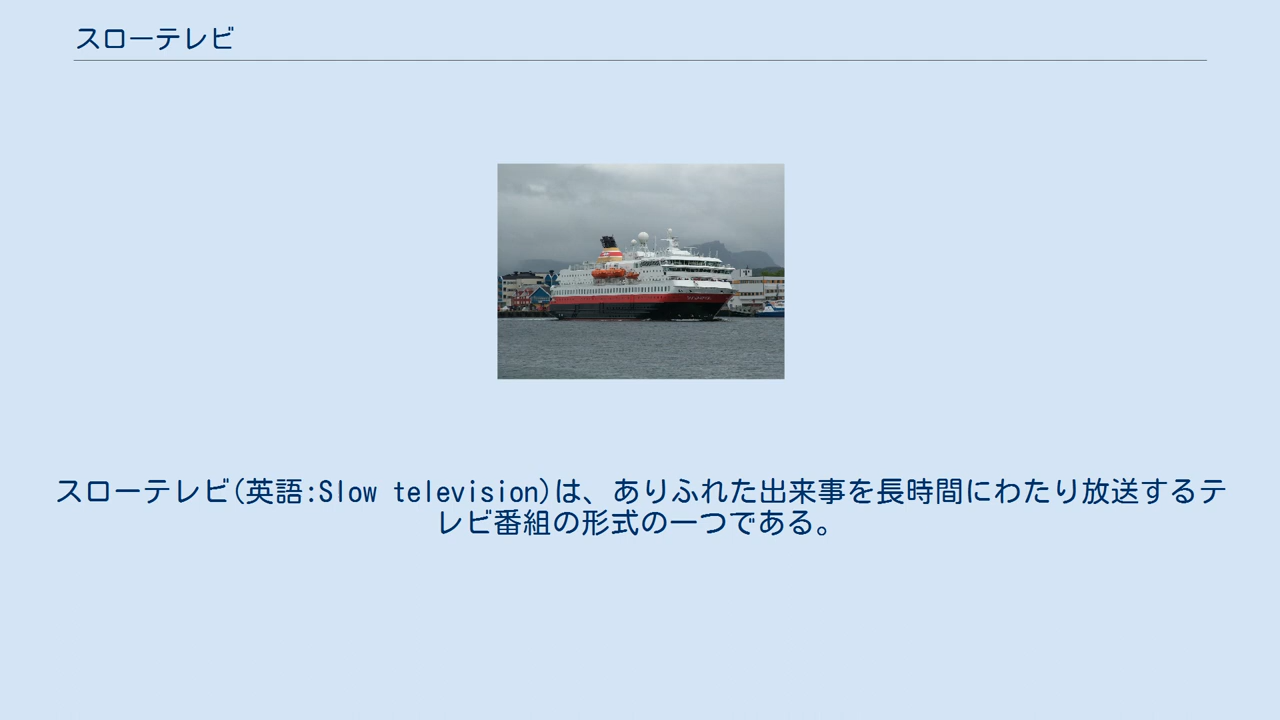 スローテレビ
スローテレビ(英語:Slow television)は、ありふれた出来事を長時間にわたり放送するテ
レビ番組の形式の一つである。